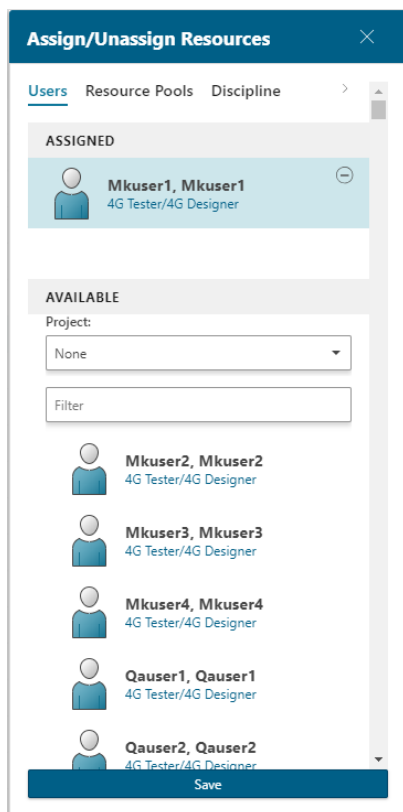 Assign/Unassign Resources
Users Resource Pools Discipline
ASSIGNED
Mkuser1, Mkuser1
4G Tester/4G Designer
AVAILABLE
Project:
None
Filter
Mkuser2, Mkuser2
4G Tester/4G Designer
Mkuser3, Mkuser3
4G Tester/4G Designer
Mkuser4, Mkuser4
4G Tester/4G Designer
Qauser1, Qauser1
4G Tester/4G Designer
Qauser2, Qauser2
4G Tester/4G Designer
Save